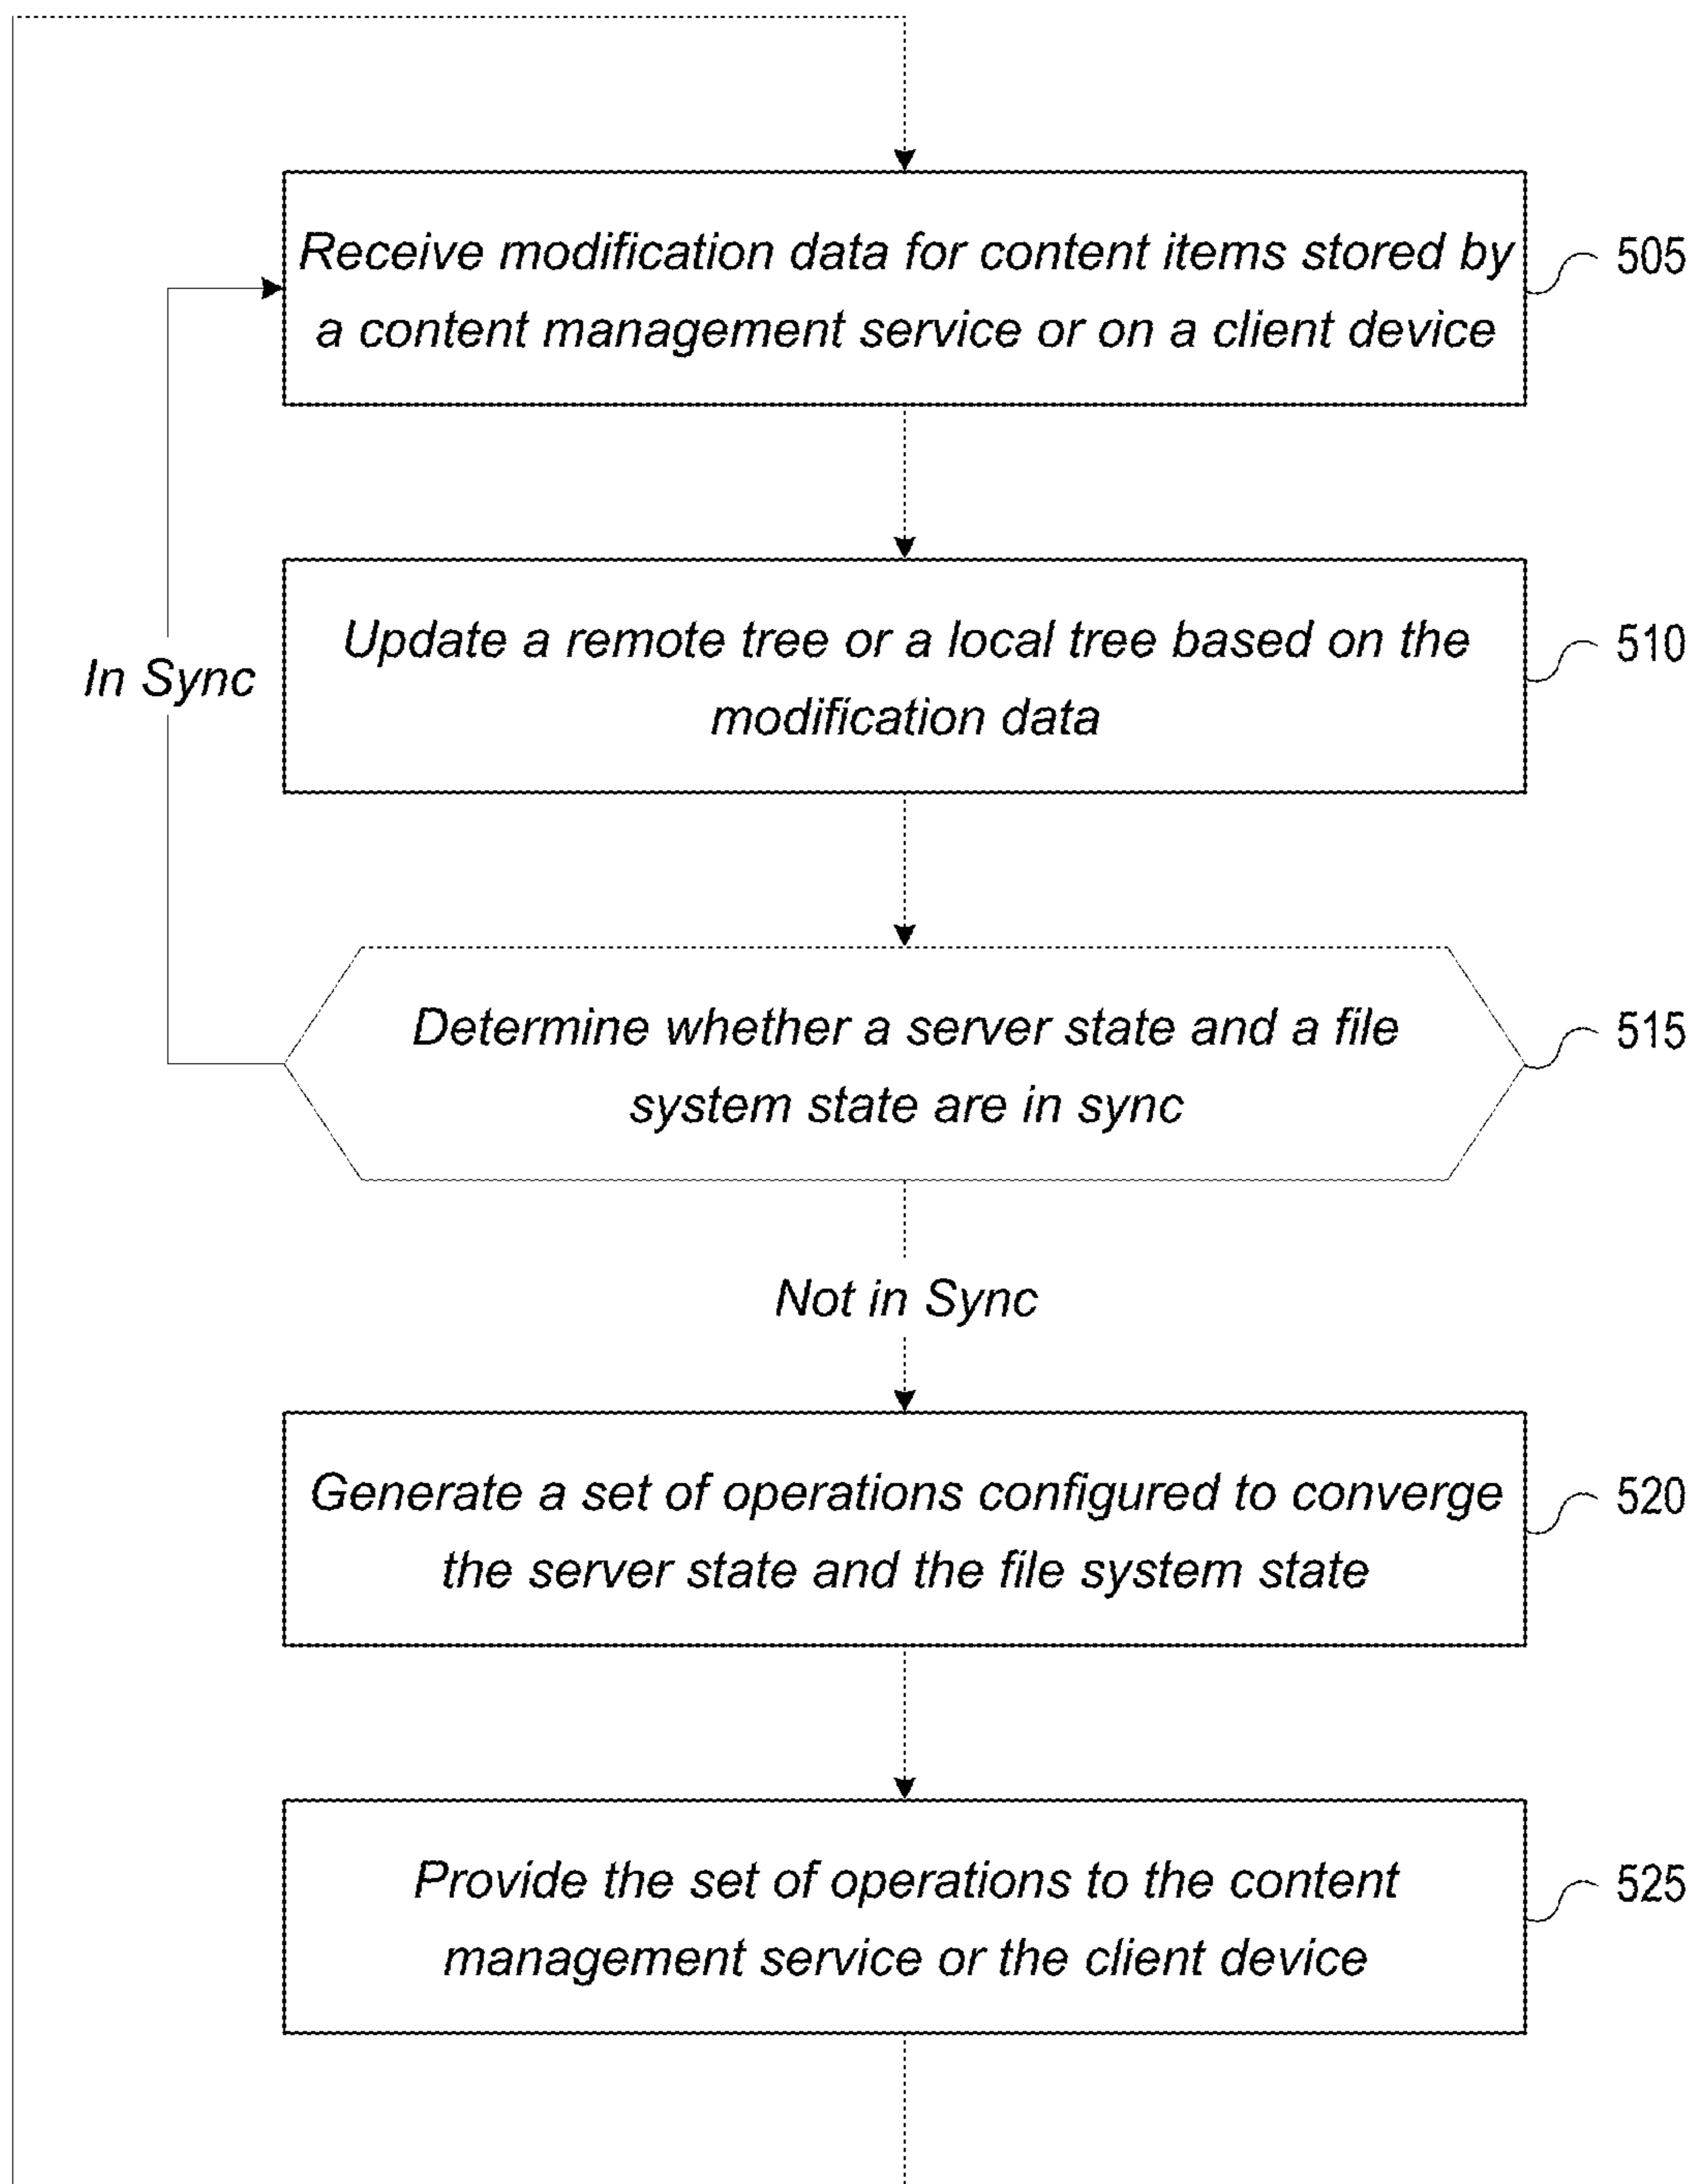 Receive modification data for content items stored by
a content management service or on a client device
505
Update a remote tree or a local tree based on the
modification data
510
In Sync
Determine whether a server state and a file
system state are in sync
515
Not in Sync
Generate a set of operations configured to converge
the server state and the file system state
520
Provide the set of operations to the content
management service or the client device
525